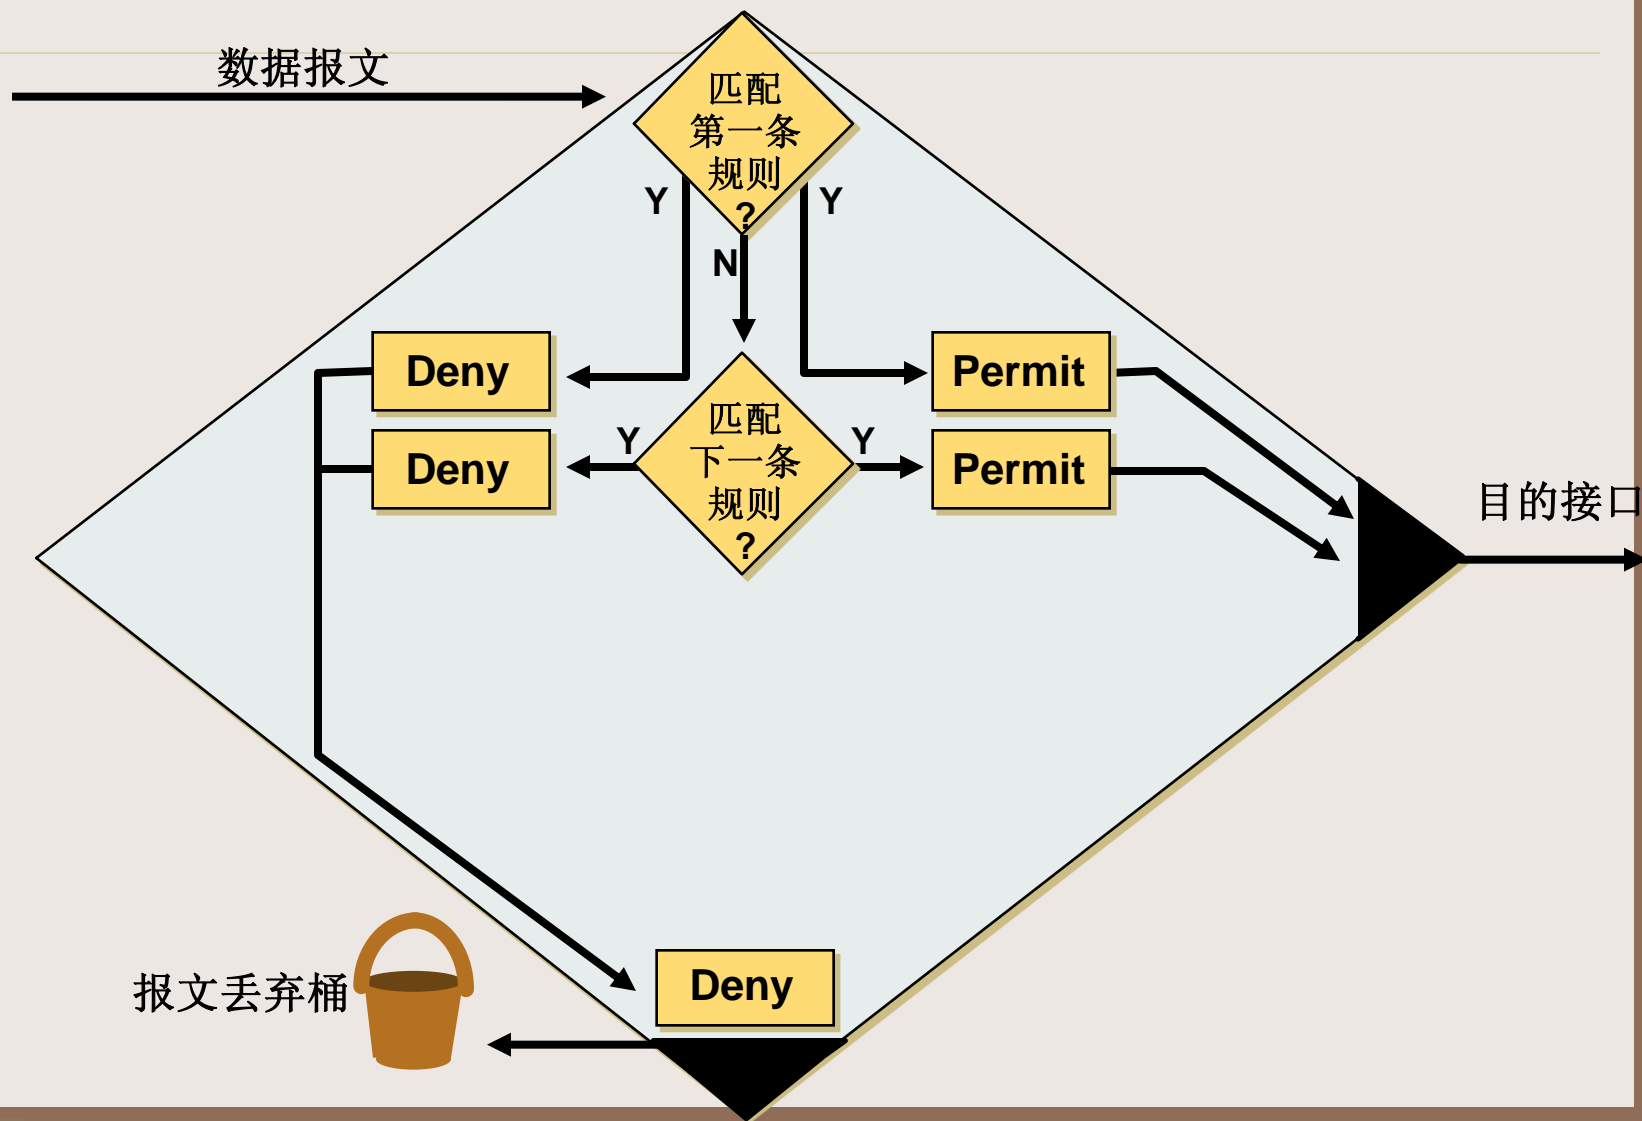 数据报文
匹配
第一条
规则
?
Y
Y
N
Deny
Permit
匹配
下一条
规则
?
Y
Y
Deny
Permit
目的接口
Deny
报文丢弃桶